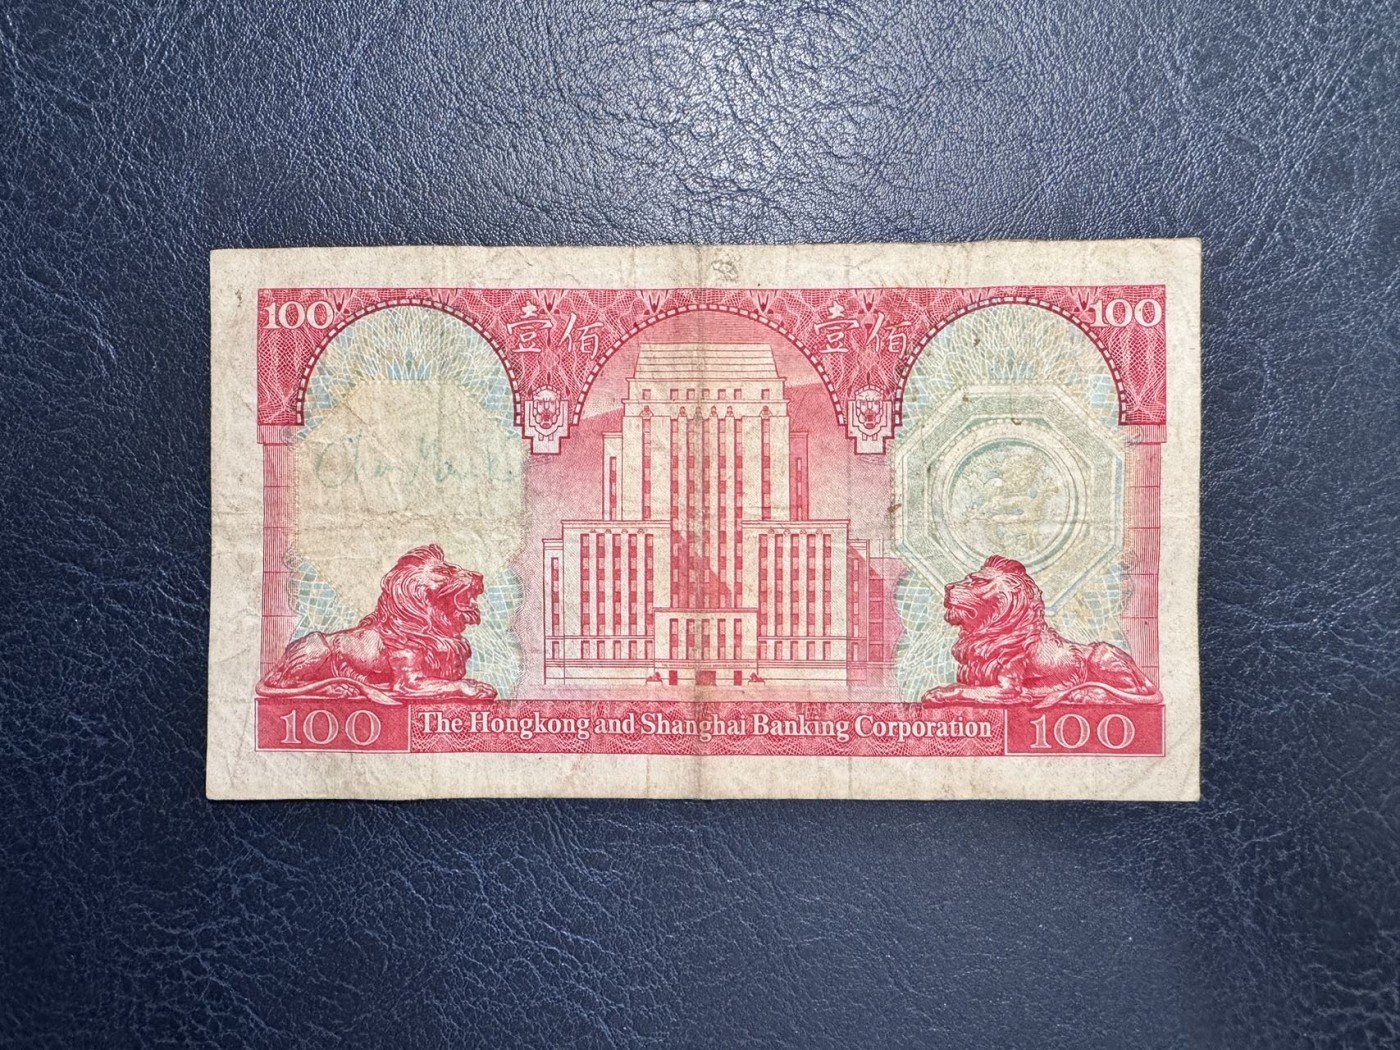 100 壹佰 壹佰 100
100 The Hongkong and Shanghai Banking Corporation 100